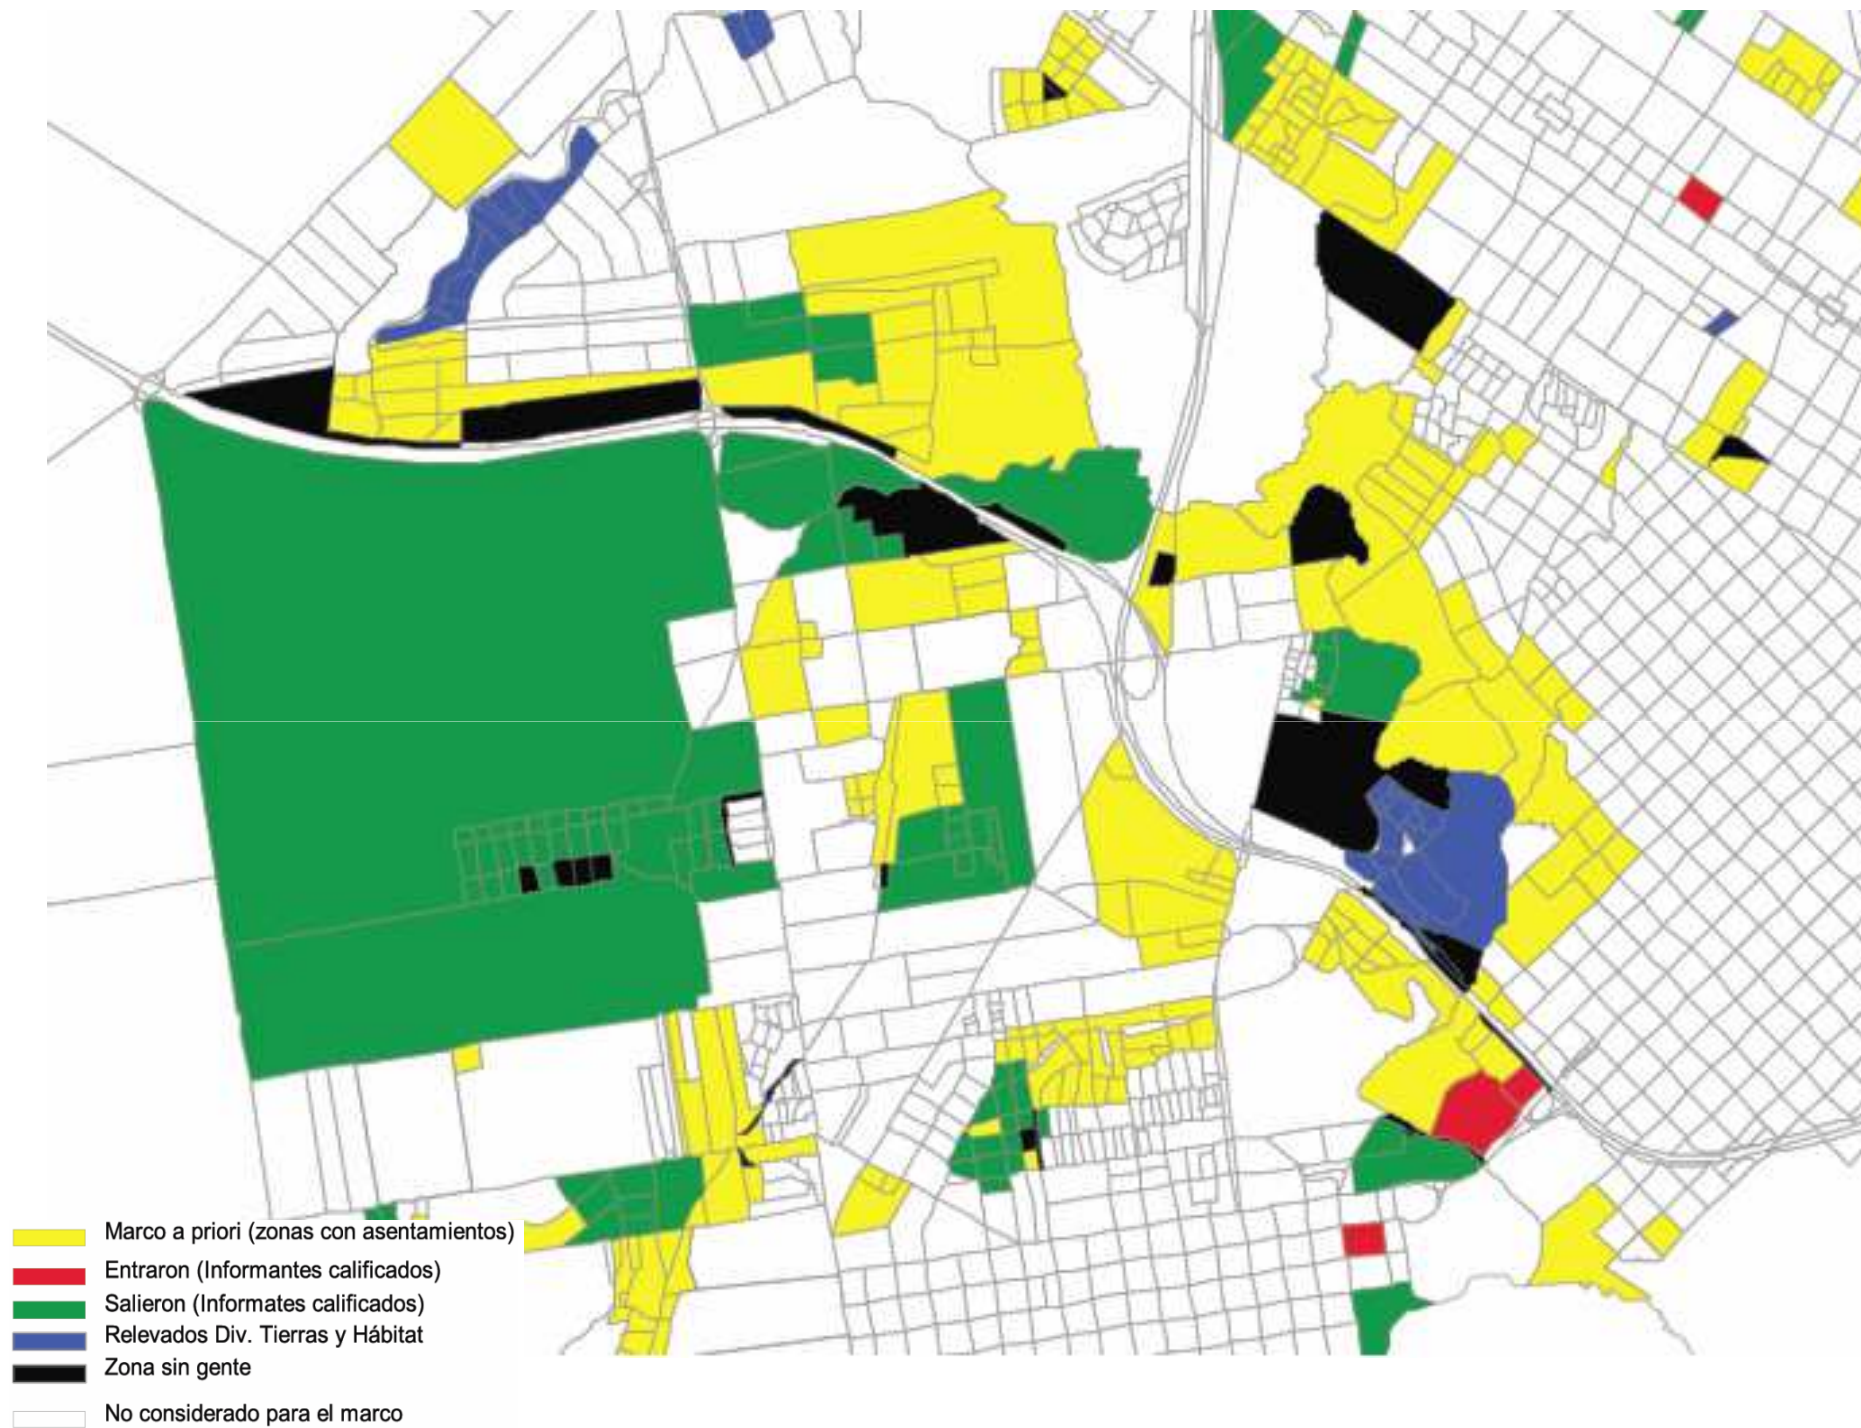 Marco a priori (zonas con asentamientos)
Entraron (Informantes calificados)
Salieron (Informates calificados)
Relevados Div. Tierras y Hábitat
Zona sin gente
No considerado para el marco